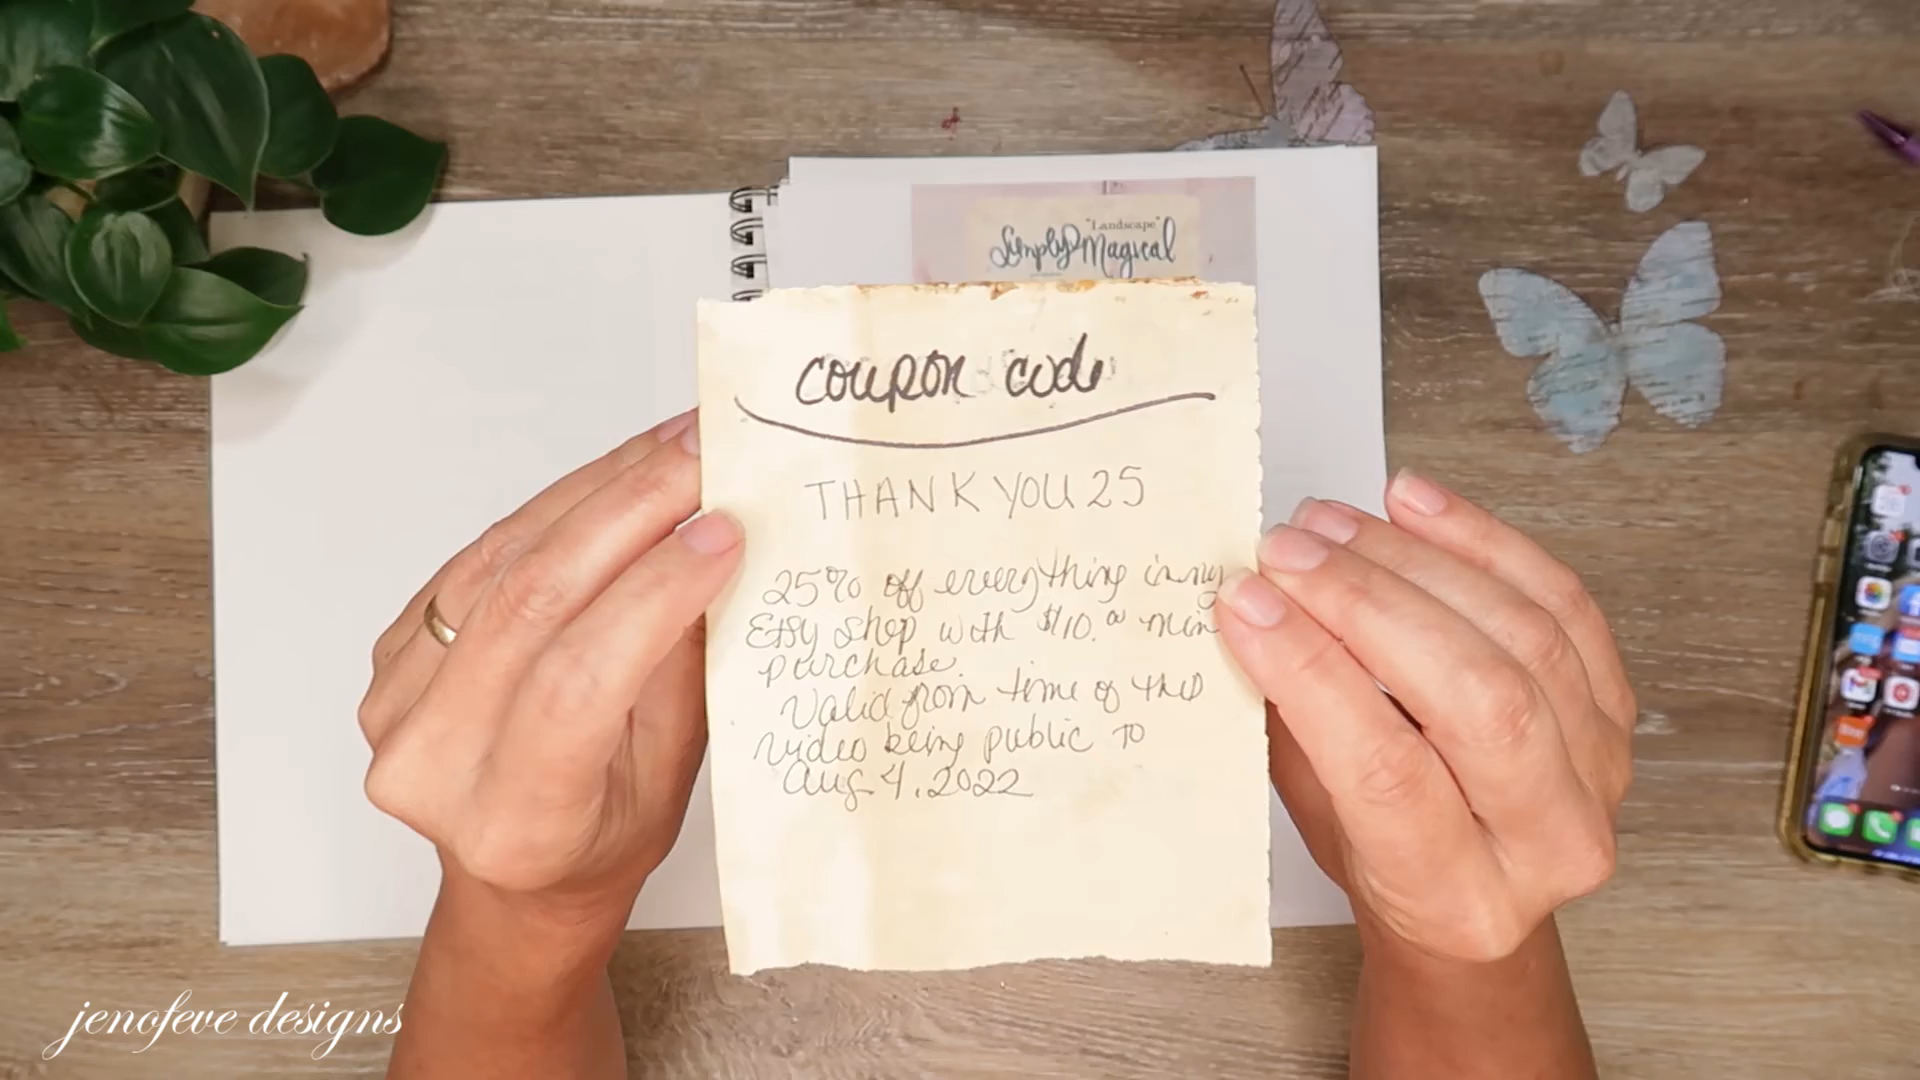 "Landscape"
Simply Magical
coupon code
THANK YOU 25
25% off everything in my
Etsy shop with $10.00 min
purchase.
Valid from time of this
video being public to
Aug 4, 2022
jenofeve designs